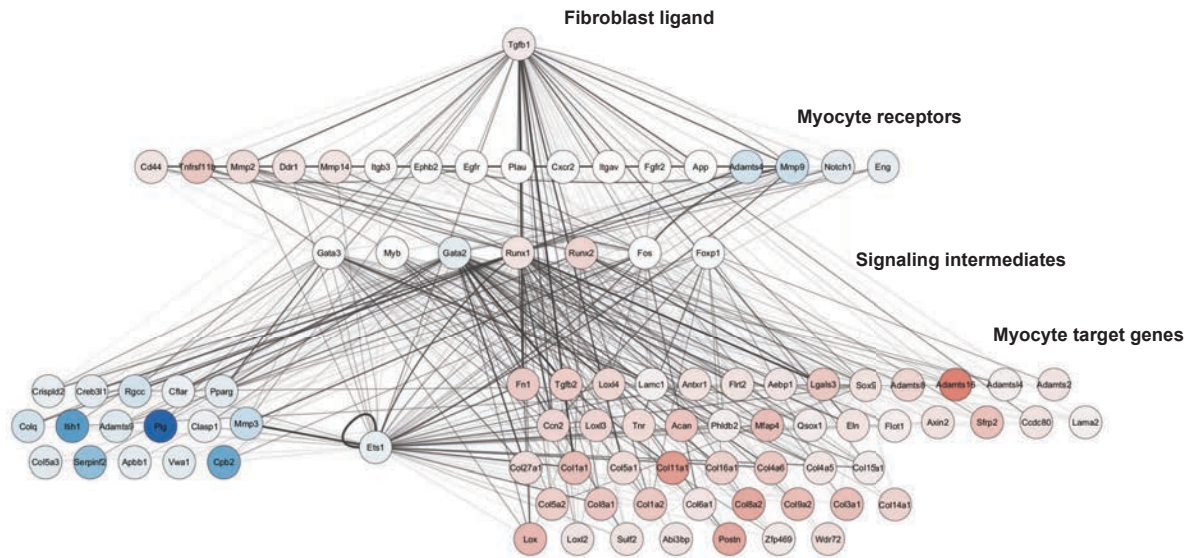 Fibroblast ligand
Tgfb1
Myocyte receptors
Cd44 Tnfrsf11b Mmp2 Ddr1 Mmp14 Itgb3 Ephb2 Egfr Plau Cxcr2 Itgav Fgfr2 App Adamts4 Mmp9 Notch1 Eng
Gata3 Myb Gata2 Runx1 Runx2 Fos Foxp1
Signaling intermediates
Myocyte target genes
Crispld2 Creb3l1 Rgcc Cflar Pparg Fn1 Tgfb2 Loxl4 Lamc1 Antxr1 Flrt2 Aebp1 Lgals3 Sox9 Adamts8 Adamts16 Adamtsl4 Adamts2
Colq Itih1 Adamts9 Plg Clasp1 Mmp3 Ccn2 Loxl3 Tnr Acan Phldb2 Mfap4 Qsox1 Eln Flot1 Axin2 Sfrp2 Ccdc80 Lama2
Ets1
Col5a3 Serpinf2 Apbb1 Vwa1 Cpb2 Col27a1 Col1a1 Col5a1 Col11a1 Col16a1 Col4a6 Col4a5 Col15a1
Col5a2 Col8a1 Col1a2 Col6a1 Col8a2 Col9a2 Col3a1 Col14a1
Lox Loxl2 Sulf2 Abi3bp Postn Zfp469 Wdr72